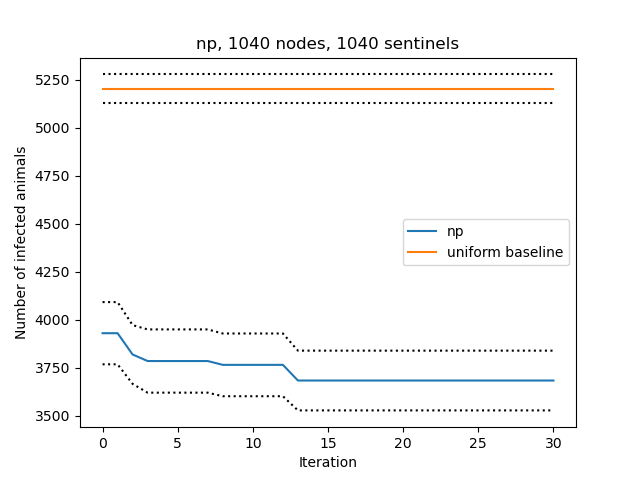 np, 1040 nodes, 1040 sentinels
Number of infected animals
5250
5000
4750
4500
4250
4000
3750
3500
np
uniform baseline
0 5 10 15 20 25 30
Iteration